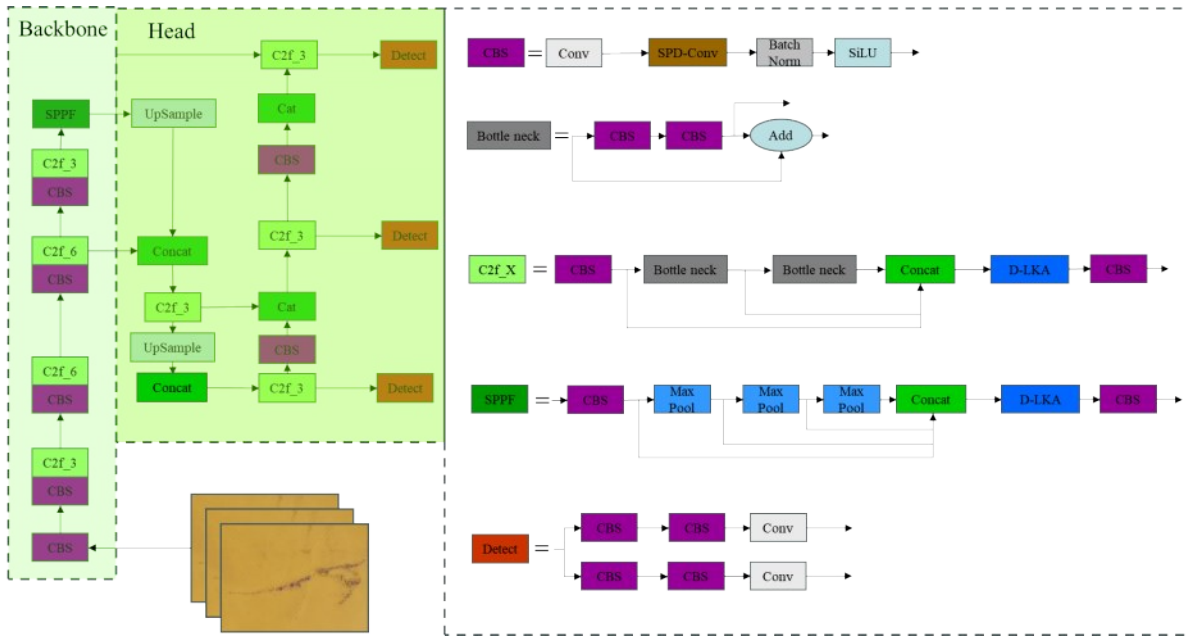 Backbone
Head
SPPF
C2f_3
CBS
C2f_6
CBS
C2f_6
CBS
C2f_3
CBS
CBS
UpSample
Concat
C2f_3
UpSample
Concat
C2f_3
Cat
CBS
C2f_3
Cat
CBS
C2f_3
Detect
Detect
Detect
CBS = Conv SPD-Conv Batch Norm SiLU
Bottle neck = CBS CBS Add
C2f_X = CBS Bottle neck Bottle neck Concat D-LKA CBS
SPPF = CBS Max Pool Max Pool Max Pool Concat D-LKA CBS
Detect =
CBS CBS Conv
CBS CBS Conv